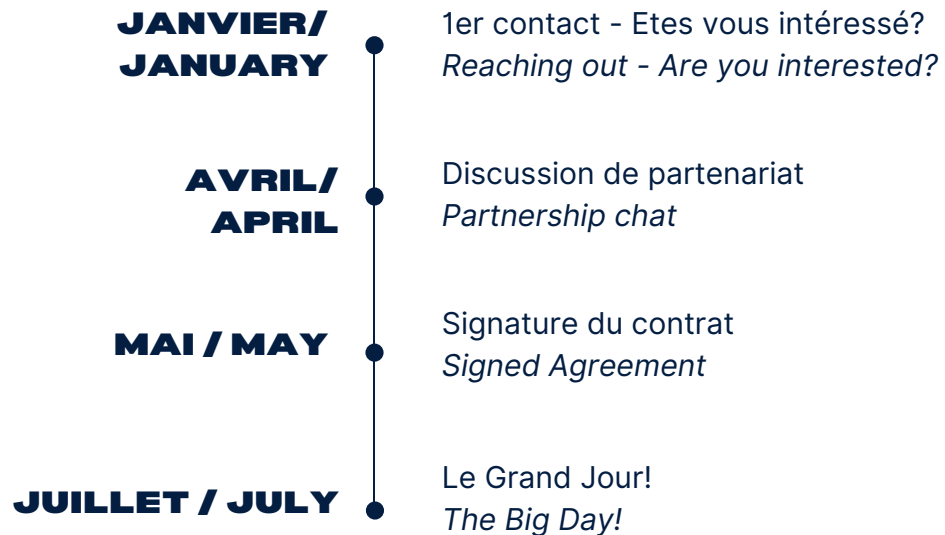 JANVIER/
JANUARY
1er contact - Etes vous intéressé?
Reaching out - Are you interested?
AVRIL/
APRIL
Discussion de partenariat
Partnership chat
MAI / MAY
Signature du contrat
Signed Agreement
JUILLET / JULY
Le Grand Jour!
The Big Day!